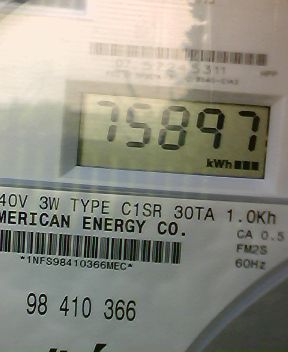 75897
kWh
40V 3W TYPE C1SR 30TA 1.0Kh
MERICAN ENERGY CO.
CA 0.5
FM2S
60Hz
*1NFS98410366MEC*
98 410 366